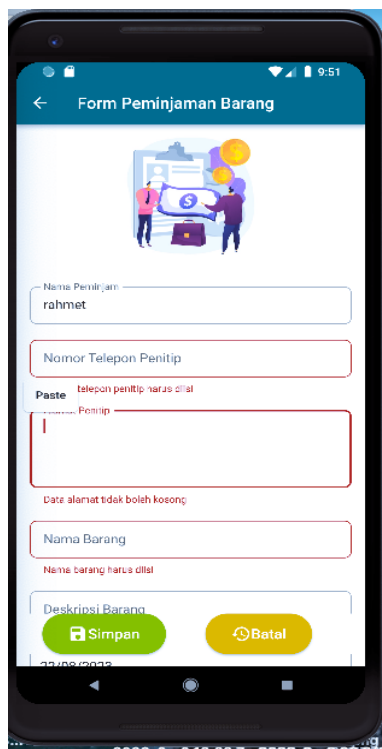 9:51
Form Peminjaman Barang
Nama Peminjam
rahmet
Nomor Telepon Penitip
telepon penitip harus diisi
Paste
Penitip
Data alamat tidak boleh kosong
Nama Barang
Nama barang harus diisi
Deskripsi Barang
Simpan
Batal
22/08/2023